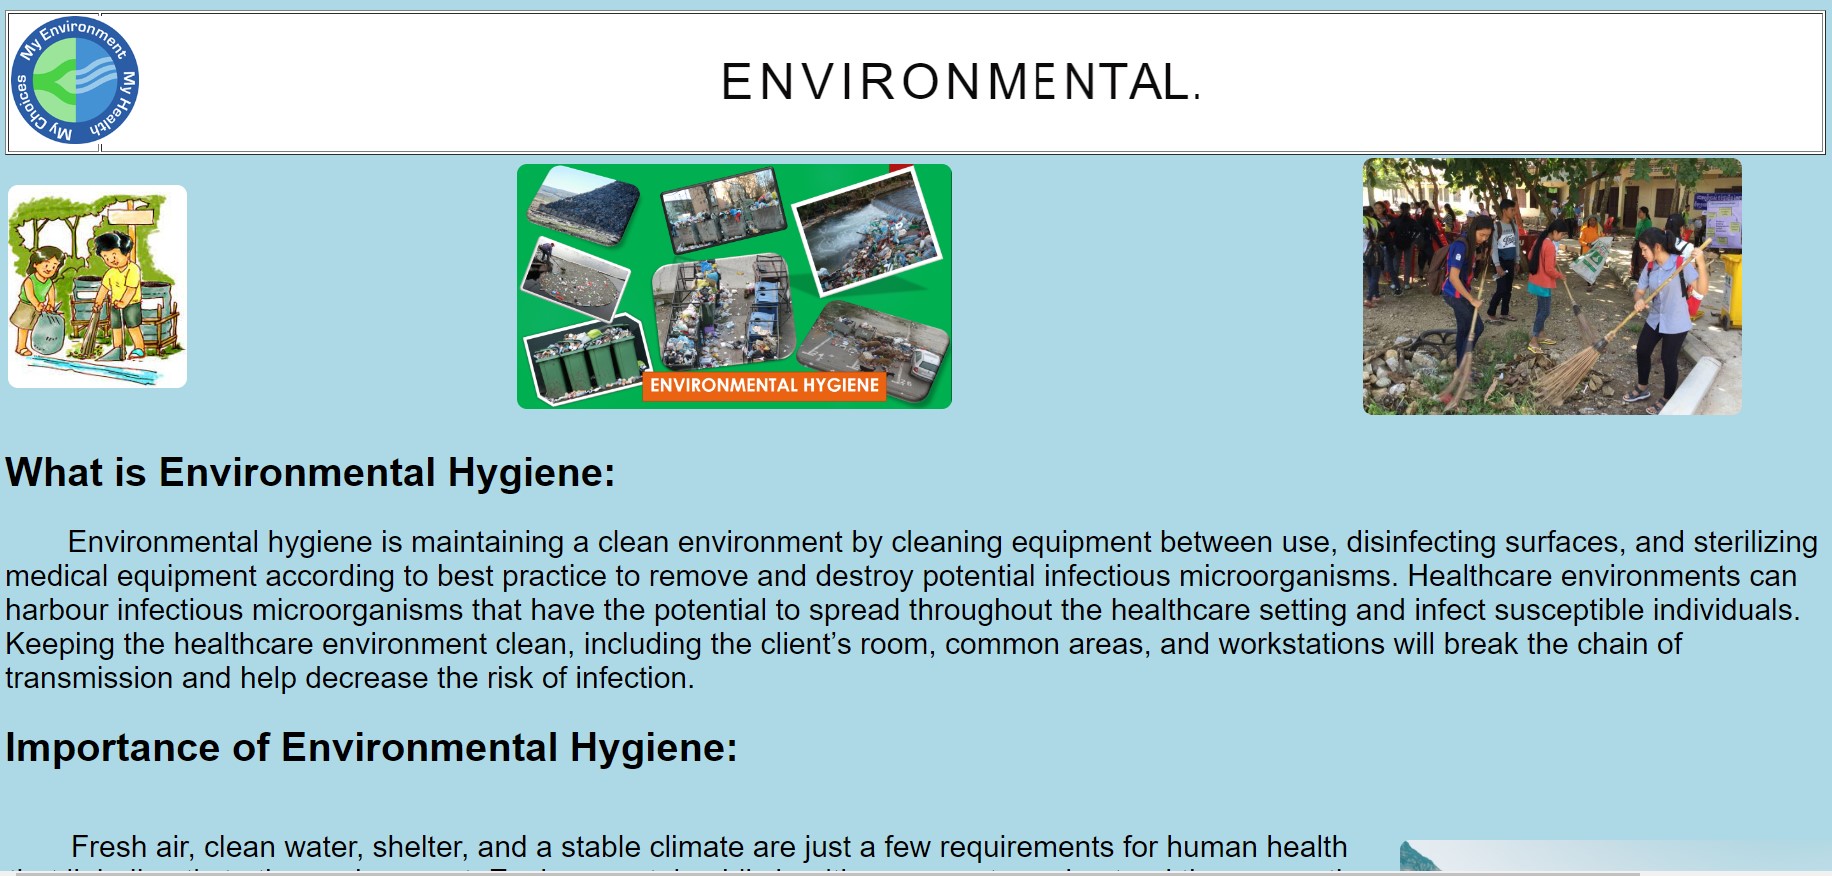 My Environment
My Health
My Choices
ENVIRONMENTAL.
ENVIRONMENTAL HYGIENE
What is Environmental Hygiene:
Environmental hygiene is maintaining a clean environment by cleaning equipment between use, disinfecting surfaces, and sterilizing
medical equipment according to best practice to remove and destroy potential infectious microorganisms. Healthcare environments can
harbour infectious microorganisms that have the potential to spread throughout the healthcare setting and infect susceptible individuals.
Keeping the healthcare environment clean, including the client’s room, common areas, and workstations will break the chain of
transmission and help decrease the risk of infection.
Importance of Environmental Hygiene:
Fresh air, clean water, shelter, and a stable climate are just a few requirements for human health